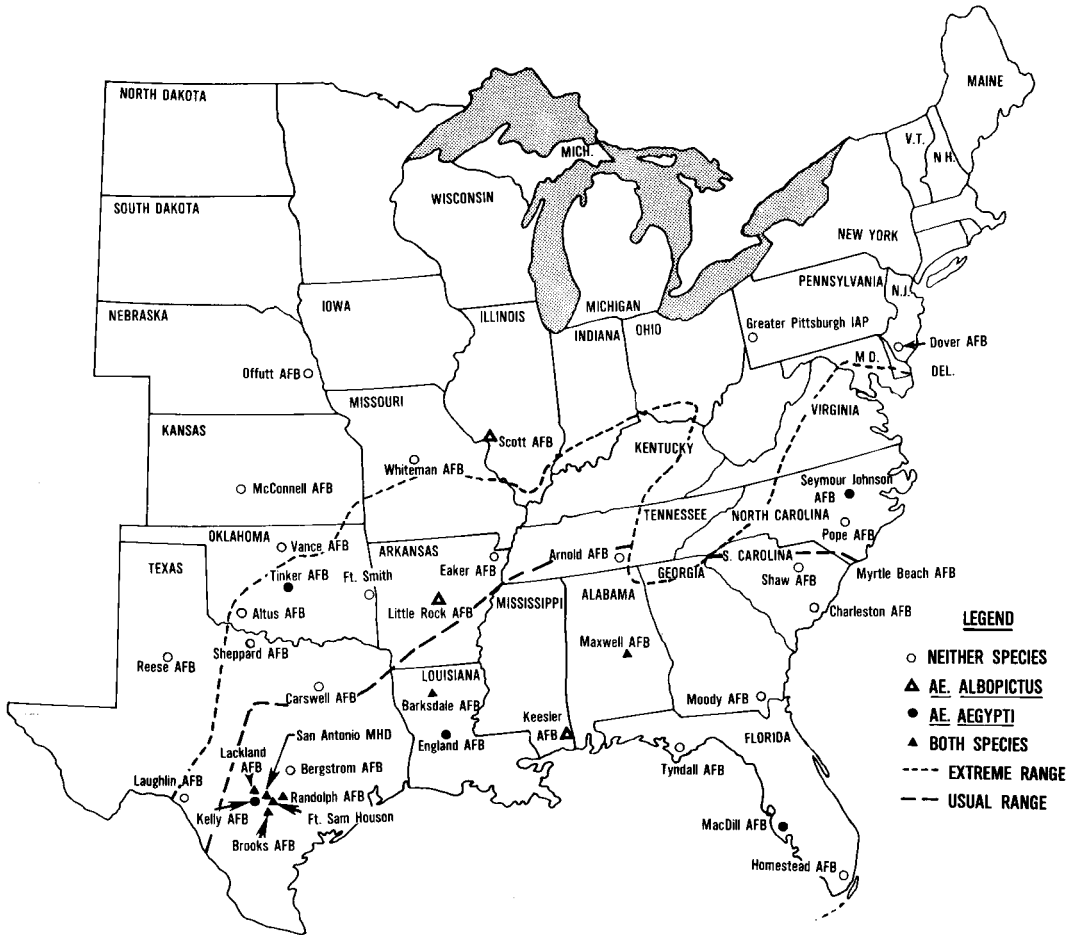 MAINE
NORTH DAKOTA
V.T.
N.H.
MICH.
WISCONSIN
SOUTH DAKOTA
NEW YORK
PENNSYLVANIA
N.J.
IOWA
ILLINOIS
MICHIGAN
INDIANA
OHIO
NEBRASKA
Greater Pittsburgh IAP
Dover AFB
M D.
DEL.
Offutt AFB
MISSOURI
VIRGINIA
KANSAS
Scott AFB
KENTUCKY
Whiteman AFB
McConnell AFB
Seymour Johnson
AFB
TENNESSEE
NORTH CAROLINA
Pope AFB
OKLAHOMA
Vance AFB
ARKANSAS
Arnold AFB
S. CAROLINA
TEXAS
Ft. Smith
Eaker AFB
GEORGIA
Shaw AFB
Myrtle Beach AFB
Tinker AFB
Altus AFB
Little Rock AFB
MISSISSIPPI
ALABAMA
Charleston AFB
Sheppard AFB
Maxwell AFB
Reese AFB
LOUISIANA
Carswell AFB
Barksdale AFB
Moody AFB
Keesler
AFB
San Antonio MHD
England AFB
FLORIDA
Lackland
AFB
Tyndall AFB
Laughlin AFB
Bergstrom AFB
Randolph AFB
Kelly AFB
Ft. Sam Houson
Brooks AFB
MacDill AFB
Homestead AFB
LEGEND
NEITHER SPECIES
AE. ALBOPICTUS
AE. AEGYPTI
BOTH SPECIES
EXTREME RANGE
USUAL RANGE